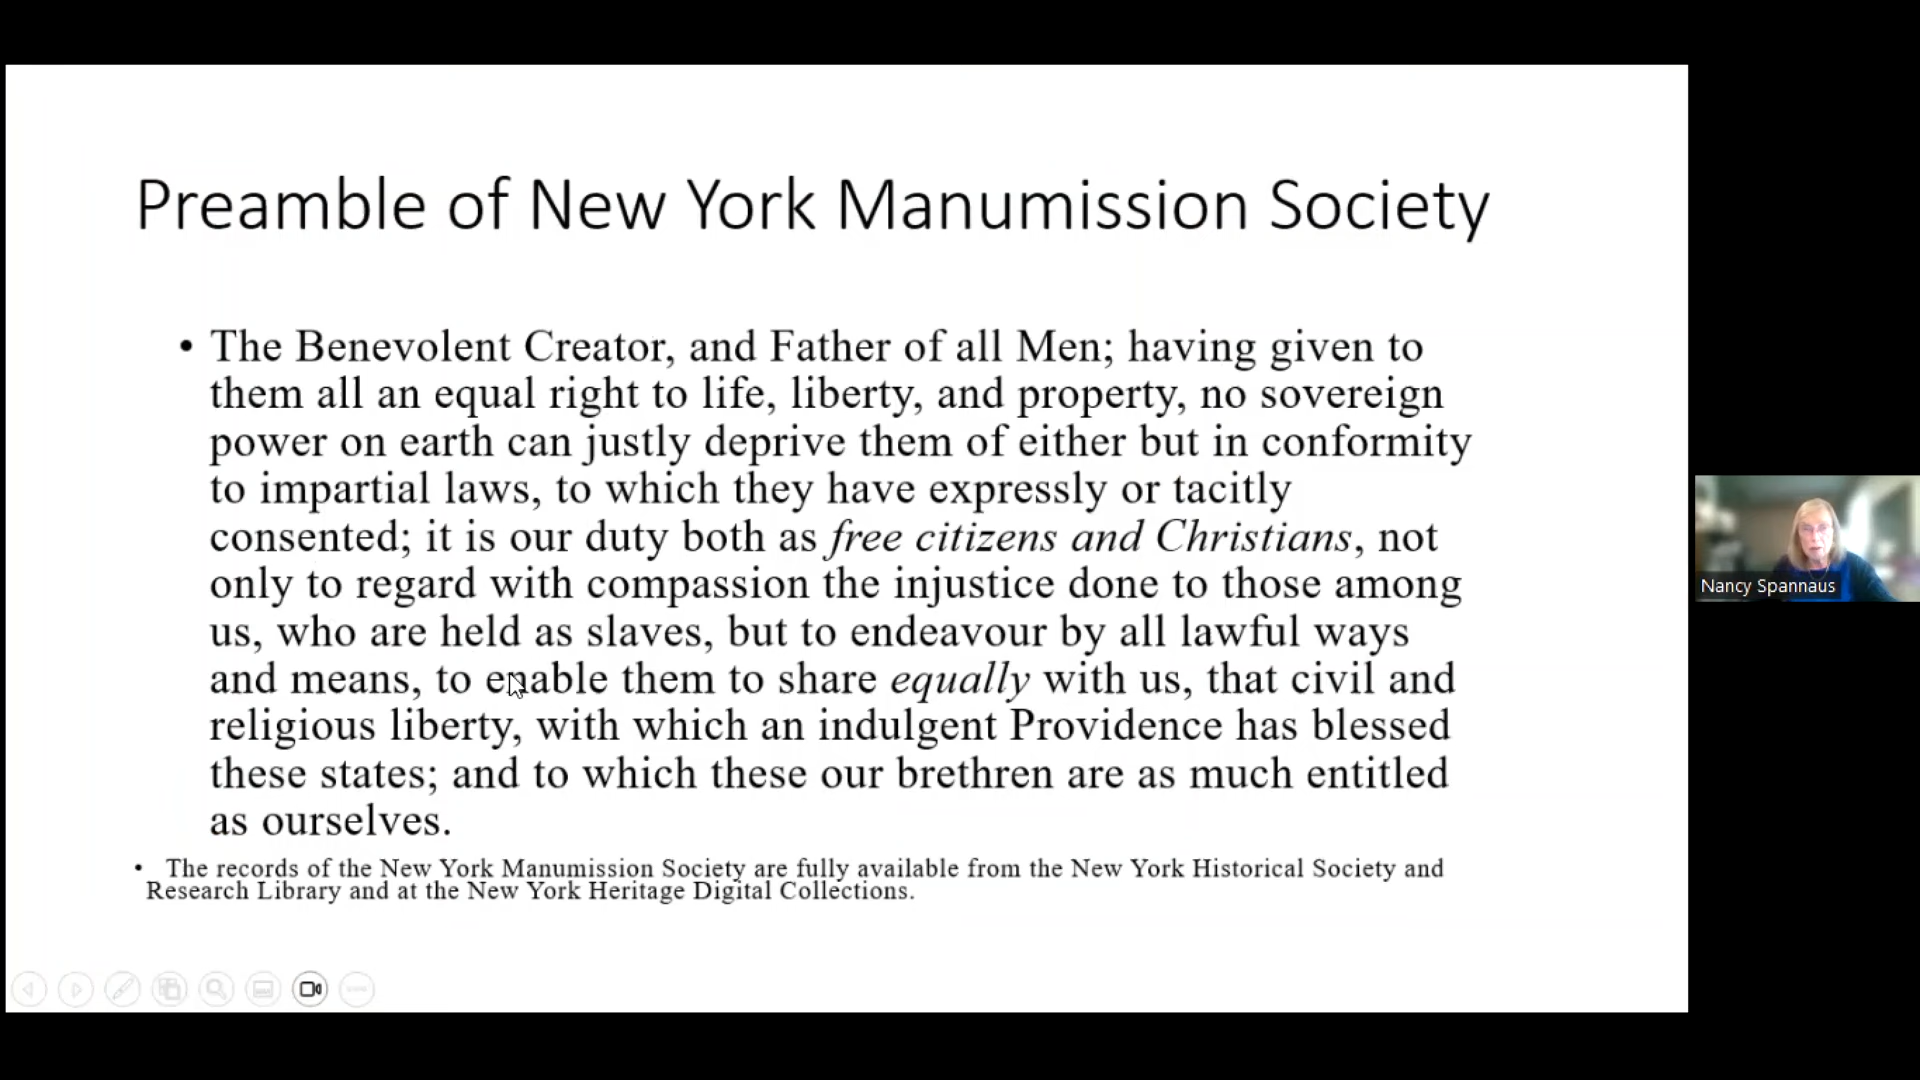 Preamble of New York Manumission Society
• The Benevolent Creator, and Father of all Men; having given to
them all an equal right to life, liberty, and property, no sovereign
power on earth can justly deprive them of either but in conformity
to impartial laws, to which they have expressly or tacitly
consented; it is our duty both as free citizens and Christians, not
only to regard with compassion the injustice done to those among
us, who are held as slaves, but to endeavour by all lawful ways
and means, to enable them to share equally with us, that civil and
religious liberty, with which an indulgent Providence has blessed
these states; and to which these our brethren are as much entitled
as ourselves.
• The records of the New York Manumission Society are fully available from the New York Historical Society and
Research Library and at the New York Heritage Digital Collections.
Nancy Spannaus